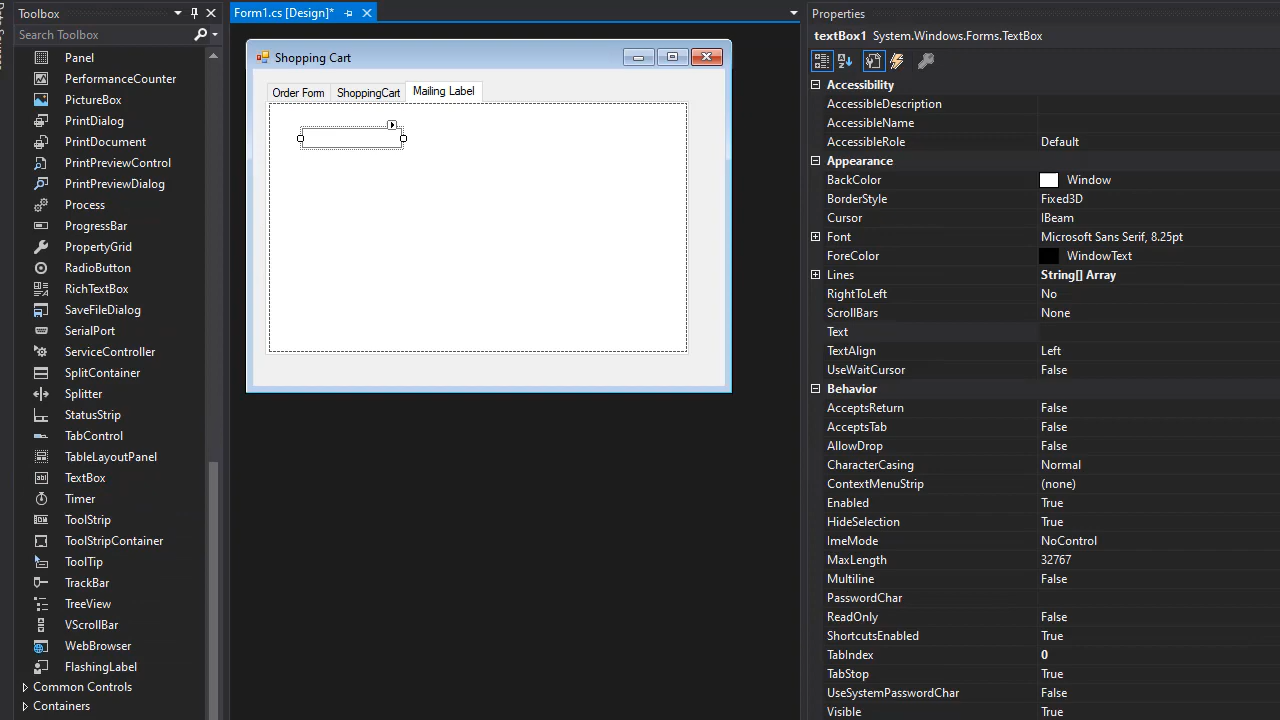 Toolbox
Search Toolbox
Panel
PerformanceCounter
PictureBox
PrintDialog
PrintDocument
PrintPreviewControl
PrintPreviewDialog
Process
ProgressBar
PropertyGrid
RadioButton
RichTextBox
SaveFileDialog
SerialPort
ServiceController
SplitContainer
Splitter
StatusStrip
TabControl
TableLayoutPanel
TextBox
Timer
ToolStrip
ToolStripContainer
ToolTip
TrackBar
TreeView
VScrollBar
WebBrowser
FlashingLabel
Common Controls
Containers
Form1.cs [Design]*
Shopping Cart
Order Form ShoppingCart Mailing Label
Properties
textBox1 System.Windows.Forms.TextBox
Accessibility
AccessibleDescription
AccessibleName
AccessibleRole Default
Appearance
BackColor Window
BorderStyle Fixed3D
Cursor IBeam
Font Microsoft Sans Serif, 8.25pt
ForeColor WindowText
Lines String[] Array
RightToLeft No
ScrollBars None
Text
TextAlign Left
UseWaitCursor False
Behavior
AcceptsReturn False
AcceptsTab False
AllowDrop False
CharacterCasing Normal
ContextMenuStrip (none)
Enabled True
HideSelection True
ImeMode NoControl
MaxLength 32767
Multiline False
PasswordChar
ReadOnly False
ShortcutsEnabled True
TabIndex 0
TabStop True
UseSystemPasswordChar False
Visible True